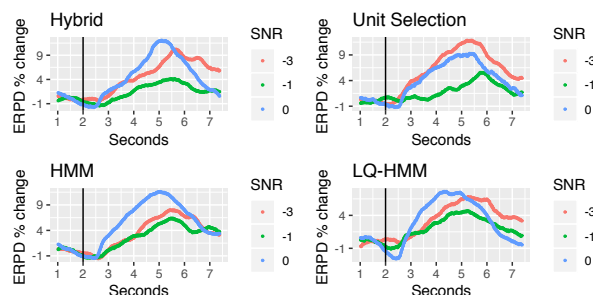 Hybrid
ERPD % change
9
4
-1
1 2 3 4 5 6 7
Seconds
SNR
-3
-1
0
Unit Selection
ERPD % change
9
4
-1
1 2 3 4 5 6 7
Seconds
SNR
-3
-1
0
HMM
ERPD % change
9
4
-1
1 2 3 4 5 6 7
Seconds
SNR
-3
-1
0
LQ-HMM
ERPD % change
4
-1
1 2 3 4 5 6 7
Seconds
SNR
-3
-1
0